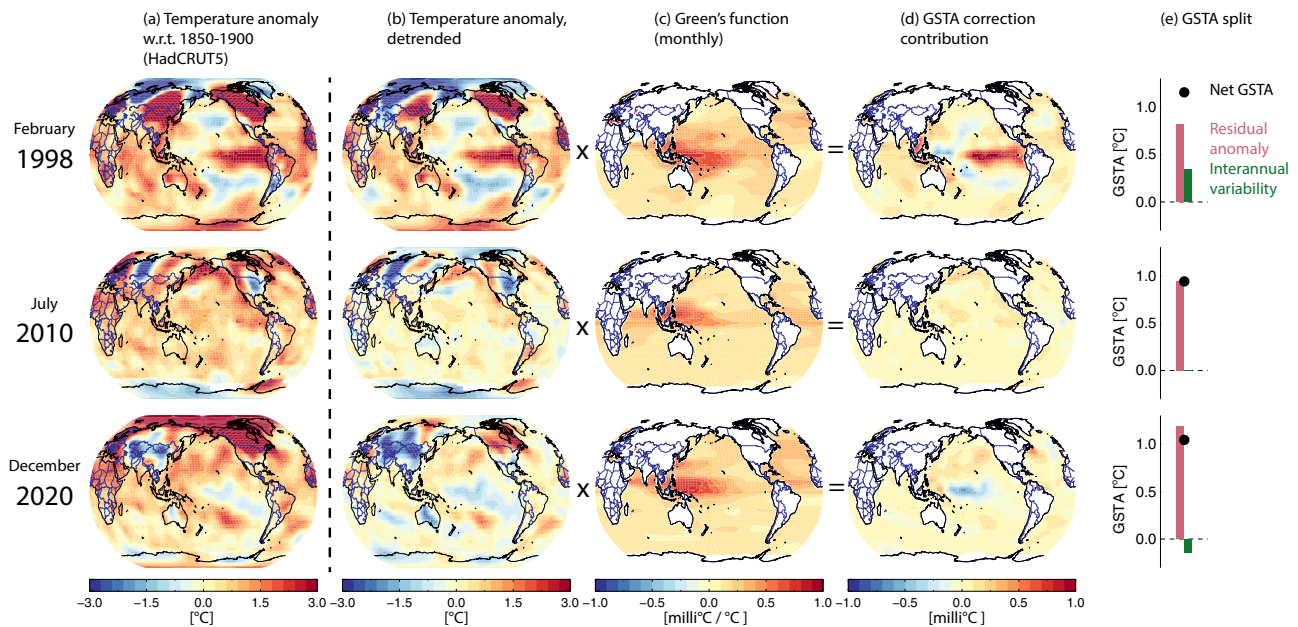 (a) Temperature anomaly
w.r.t. 1850-1900
(HadCRUT5)
(b) Temperature anomaly,
detrended
(c) Green's function
(monthly)
(d) GSTA correction
contribution
(e) GSTA split
February
1998
x
=
GSTA [°C]
1.0
0.5
0.0
Net GSTA
Residual
anomaly
Interannual
variability
July
2010
x
=
GSTA [°C]
1.0
0.5
0.0
December
2020
x
=
GSTA [°C]
1.0
0.5
0.0
−3.0 −1.5 0.0 1.5 3.0
[°C]
−3.0 −1.5 0.0 1.5 3.0
[°C]
−1.0 −0.5 0.0 0.5 1.0
[milli°C / °C]
−1.0 −0.5 0.0 0.5 1.0
[milli°C]